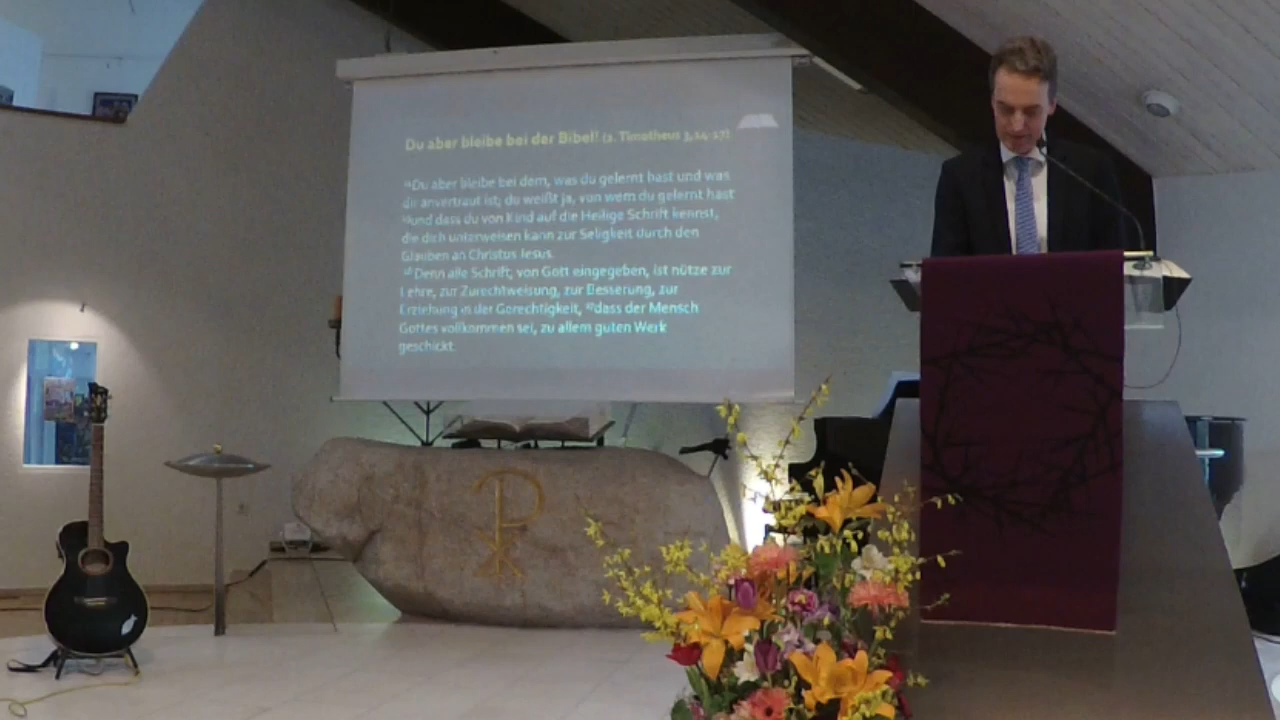 Du aber bleibe bei der Bibel! (2. Timotheus 3,14-17)
¹⁴Du aber bleibe bei dem, was du gelernt hast und was
dir anvertraut ist; du weißt ja, von wem du gelernt hast
¹⁵und dass du von Kind auf die Heilige Schrift kennst,
die dich unterweisen kann zur Seligkeit durch den
Glauben an Christus Jesus.
¹⁶ Denn alle Schrift, von Gott eingegeben, ist nütze zur
Lehre, zur Zurechtweisung, zur Besserung, zur
Erziehung in der Gerechtigkeit, ¹⁷dass der Mensch
Gottes vollkommen sei, zu allem guten Werk
geschickt.